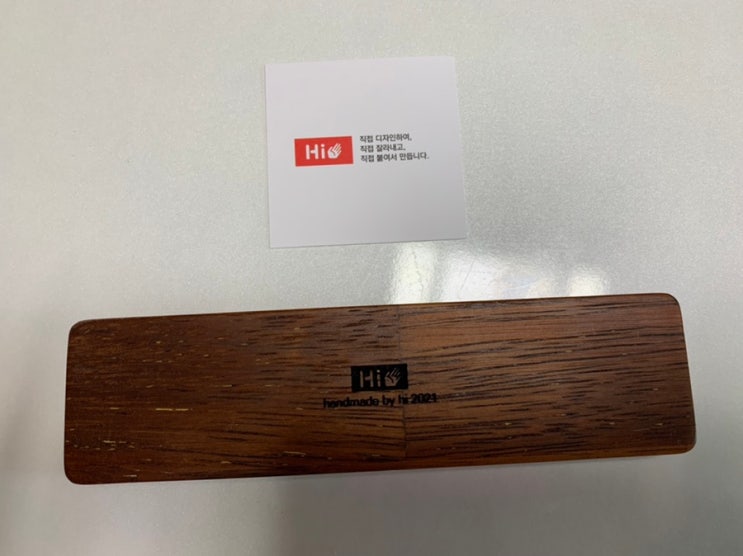 Hi
직접 디자인하며,
직접 잘라내고,
직접 붙여서 만듭니다.
Hi
handmade by hi 2021